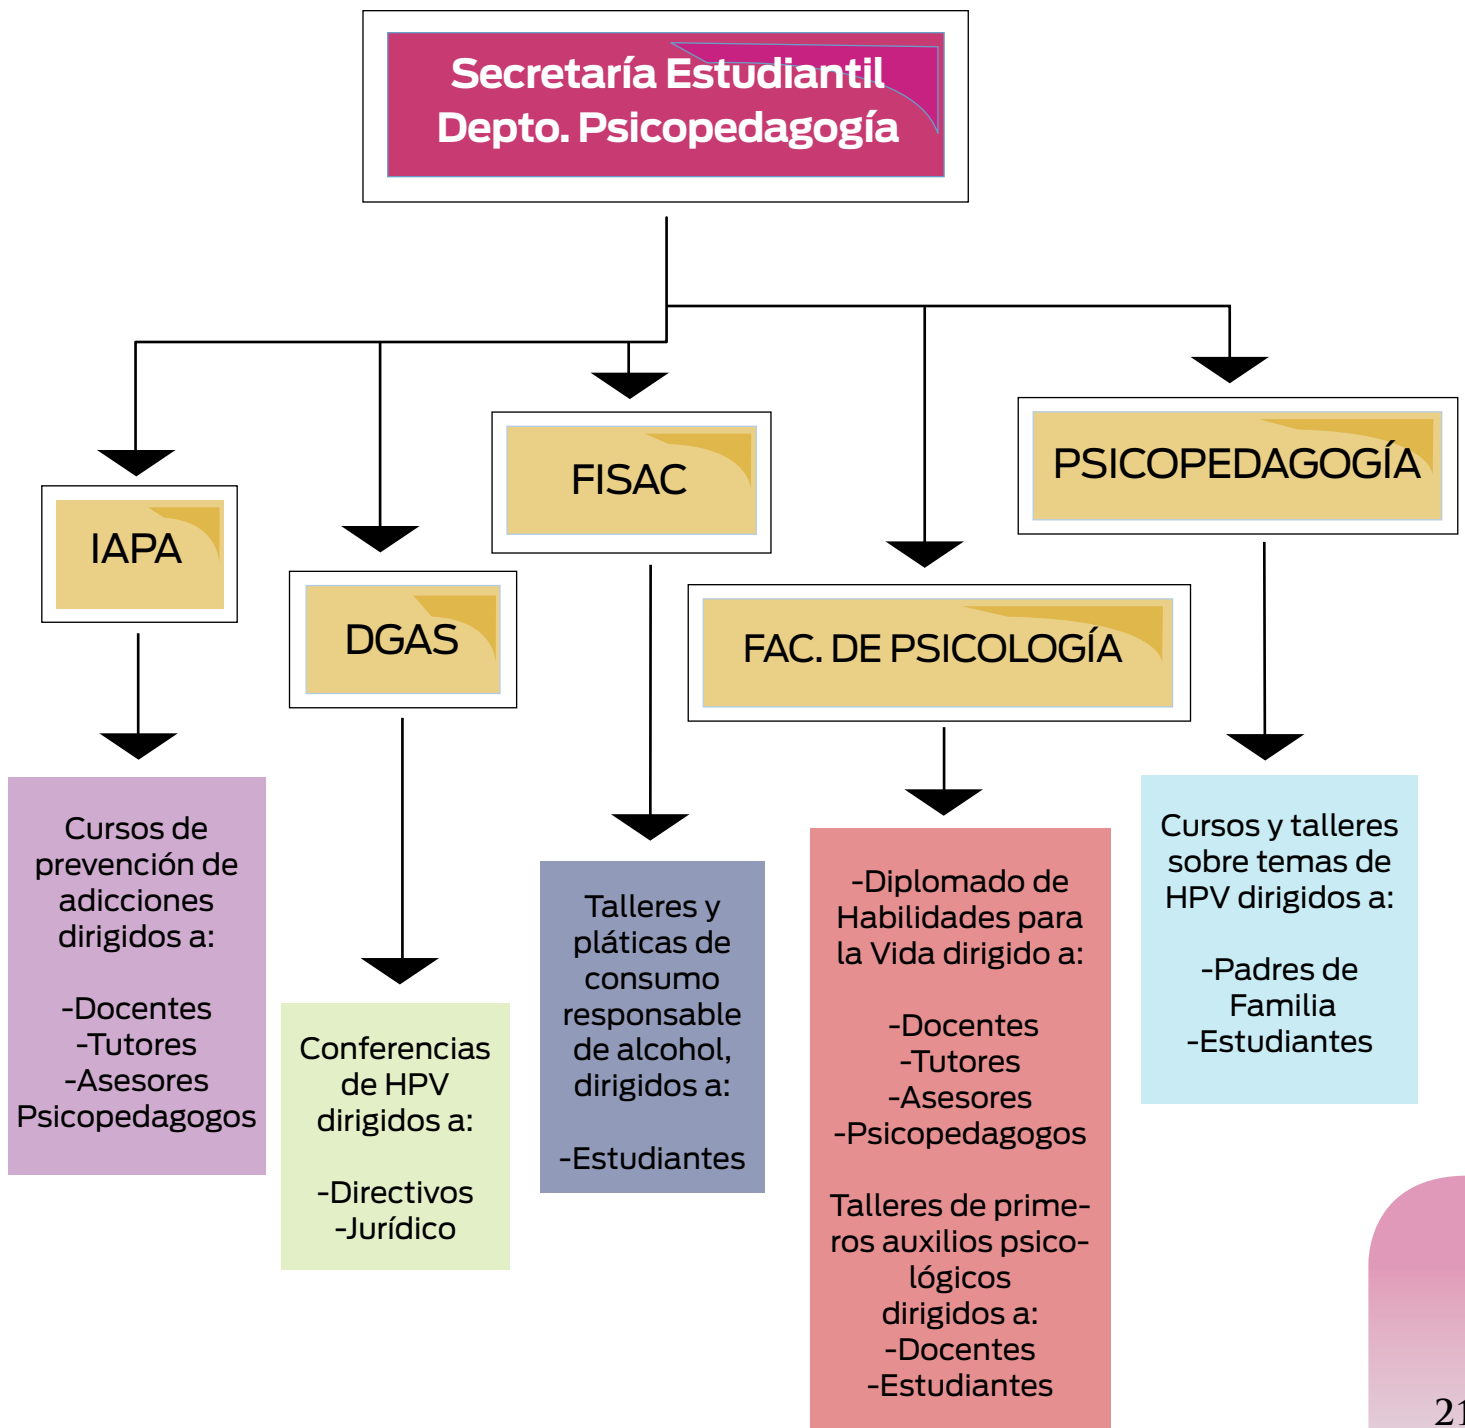 Secretaría Estudiantil
Depto. Psicopedagogía
IAPA
DGAS
FISAC
FAC. DE PSICOLOGÍA
PSICOPEDAGOGÍA
Cursos de
prevención de
adicciones
dirigidos a:
-Docentes
-Tutores
-Asesores
Psicopedagogos
Conferencias
de HPV
dirigidos a:
-Directivos
-Jurídico
Talleres y
pláticas de
consumo
responsable
de alcohol,
dirigidos a:
-Estudiantes
-Diplomado de
Habilidades para
la Vida dirigido a:
-Docentes
-Tutores
-Asesores
-Psicopedagogos
Talleres de prime-
ros auxilios psico-
lógicos
dirigidos a:
-Docentes
-Estudiantes
Cursos y talleres
sobre temas de
HPV dirigidos a:
-Padres de
Familia
-Estudiantes
21